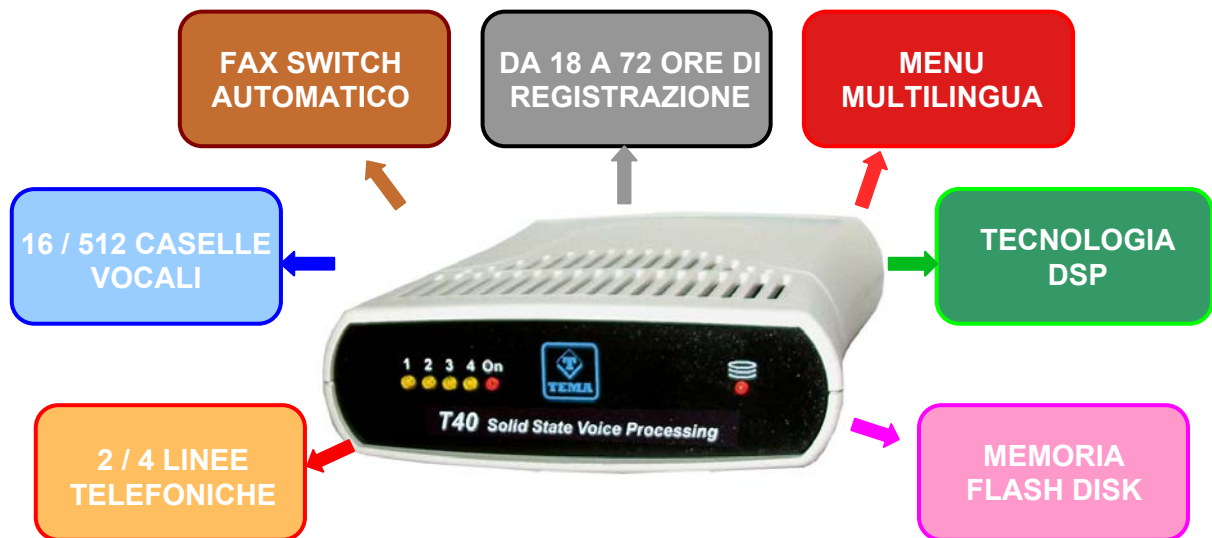 FAX SWITCH
AUTOMATICO
DA 18 A 72 ORE DI
REGISTRAZIONE
MENU
MULTILINGUA
16 / 512 CASELLE
VOCALI
TECNOLOGIA
DSP
1 2 3 4 On
T
TEMA
T40 Solid State Voice Processing
2 / 4 LINEE
TELEFONICHE
MEMORIA
FLASH DISK